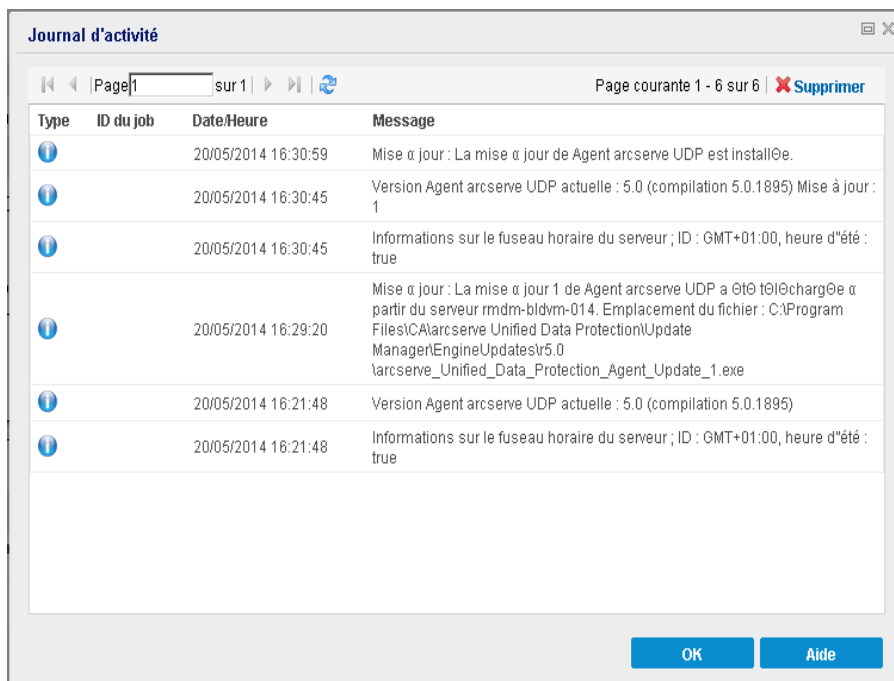 Journal d'activité
Page 1 sur 1
Page courante 1 - 6 sur 6
Supprimer
Type ID du job Date/Heure Message
20/05/2014 16:30:59 Mise α jour : La mise α jour de Agent arcserve UDP est installΘe.
20/05/2014 16:30:45 Version Agent arcserve UDP actuelle : 5.0 (compilation 5.0.1895) Mise à jour :
1
20/05/2014 16:30:45 Informations sur le fuseau horaire du serveur ; ID : GMT+01:00, heure d''été :
true
20/05/2014 16:29:20 Mise α jour : La mise α jour 1 de Agent arcserve UDP a ΘtΘ tΘlΘchargΘe α
partir du serveur rmdm-bldvm-014. Emplacement du fichier : C:\Program
Files\CA\arcserve Unified Data Protection\Update
Manager\EngineUpdates\r5.0
\arcserve_Unified_Data_Protection_Agent_Update_1.exe
20/05/2014 16:21:48 Version Agent arcserve UDP actuelle : 5.0 (compilation 5.0.1895)
20/05/2014 16:21:48 Informations sur le fuseau horaire du serveur ; ID : GMT+01:00, heure d''été :
true
OK
Aide